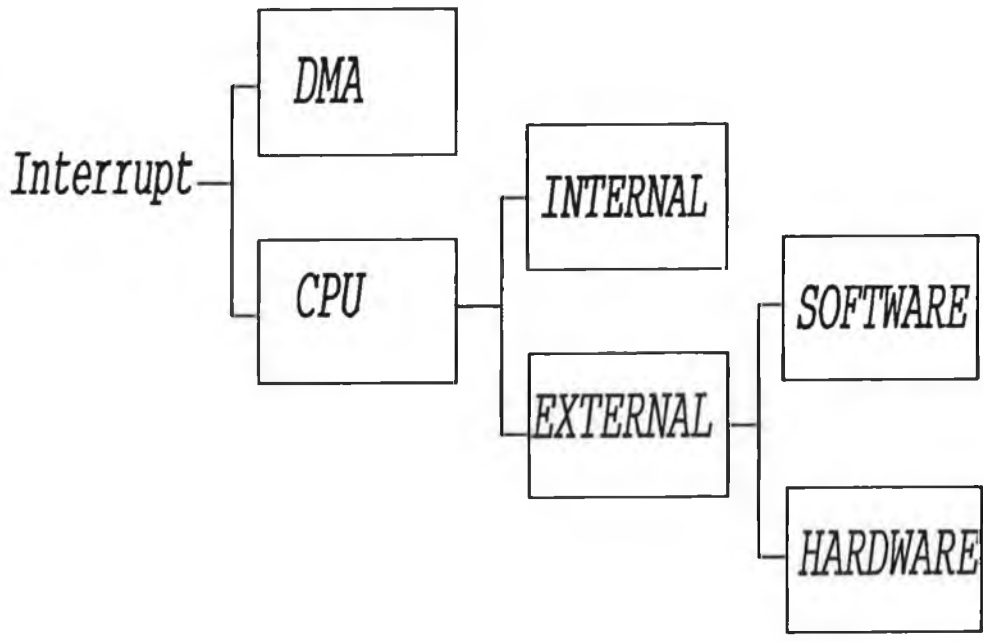 DMA
Interrupt
CPU
INTERNAL
EXTERNAL
SOFTWARE
HARDWARE